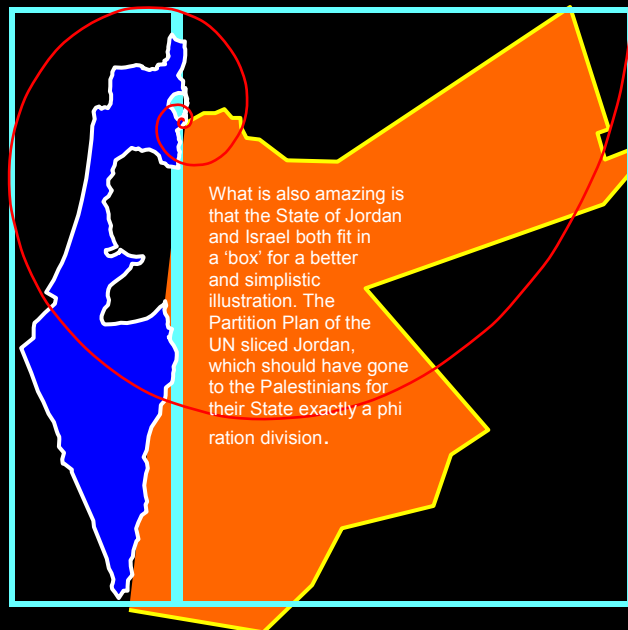 What is also amazing is
that the State of Jordan
and Israel both fit in
a ‘box’ for a better
and simplistic
illustration. The
Partition Plan of the
UN sliced Jordan,
which should have gone
to the Palestinians for
their State exactly a phi
ration division.